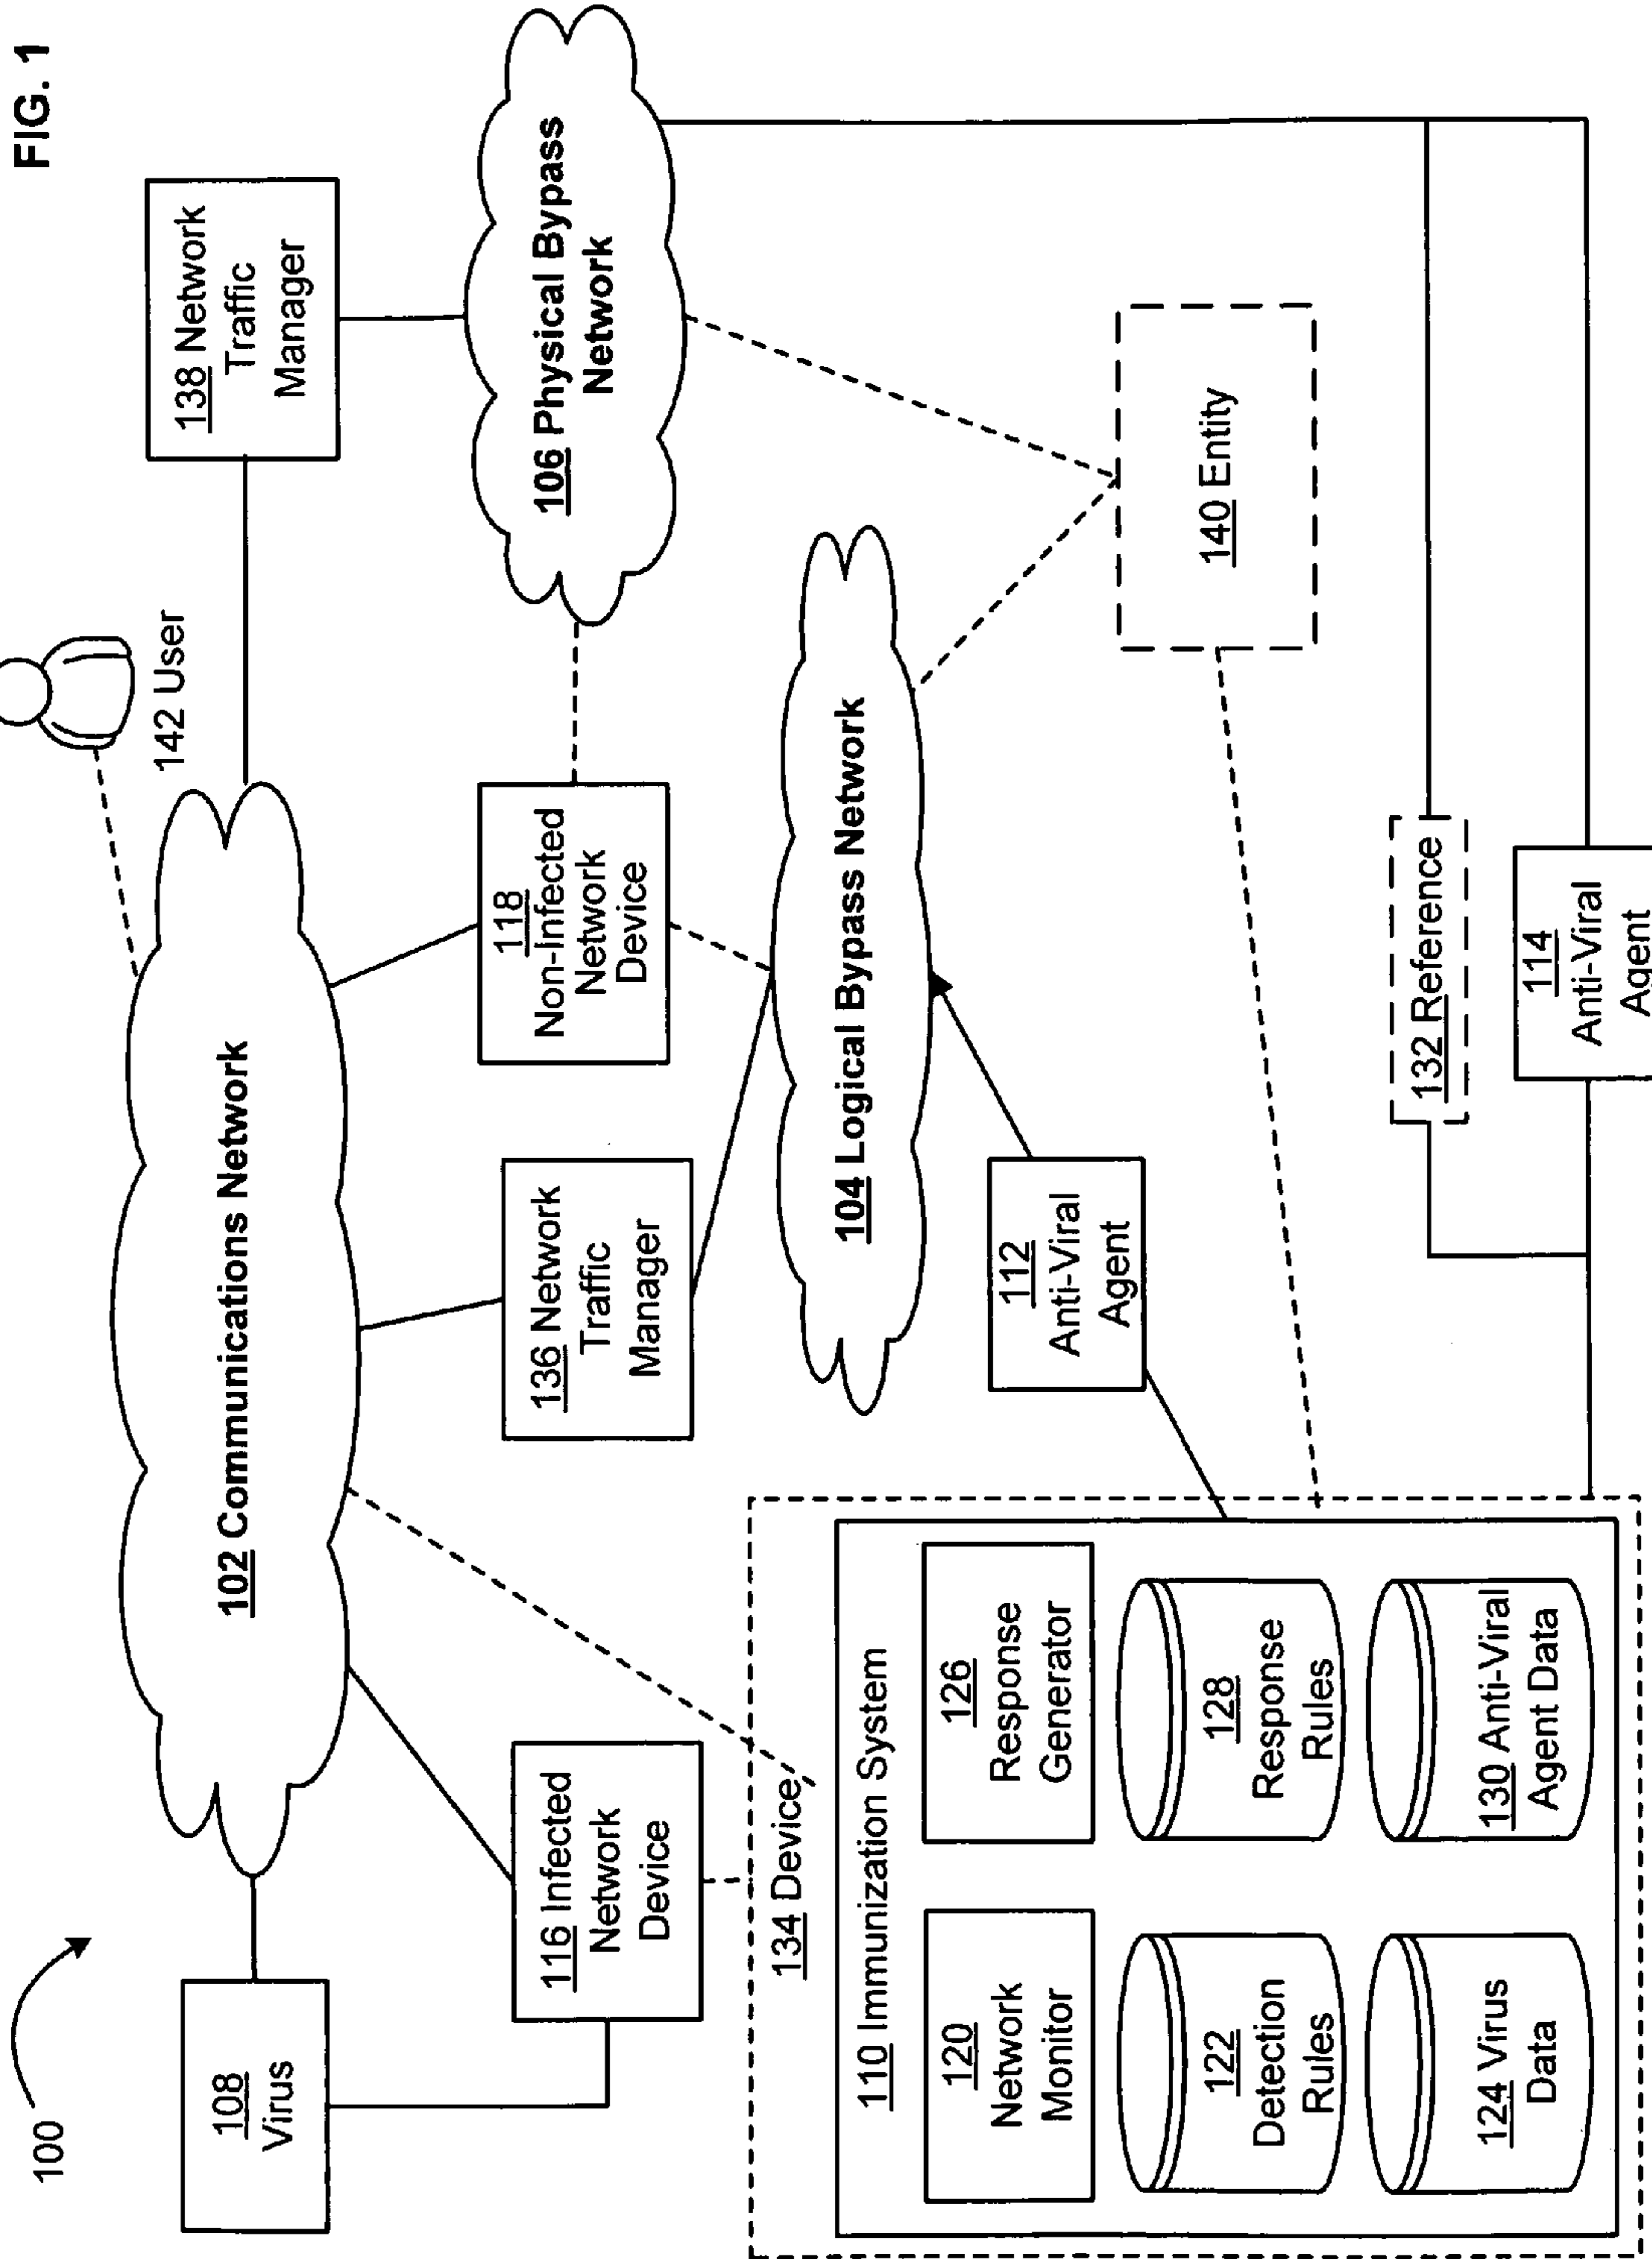 FIG. 1
100
108
Virus
102 Communications Network
142 User
138 Network
Traffic
Manager
116 Infected
Network
Device
136 Network
Traffic
Manager
118
Non-Infected
Network
Device
106 Physical Bypass
Network
104 Logical Bypass Network
134 Device
110 Immunization System
120
Network
Monitor
126
Response
Generator
122
Detection
Rules
128
Response
Rules
124 Virus
Data
130 Anti-Viral
Agent Data
112
Anti-Viral
Agent
140 Entity
132 Reference
114
Anti-Viral
Agent